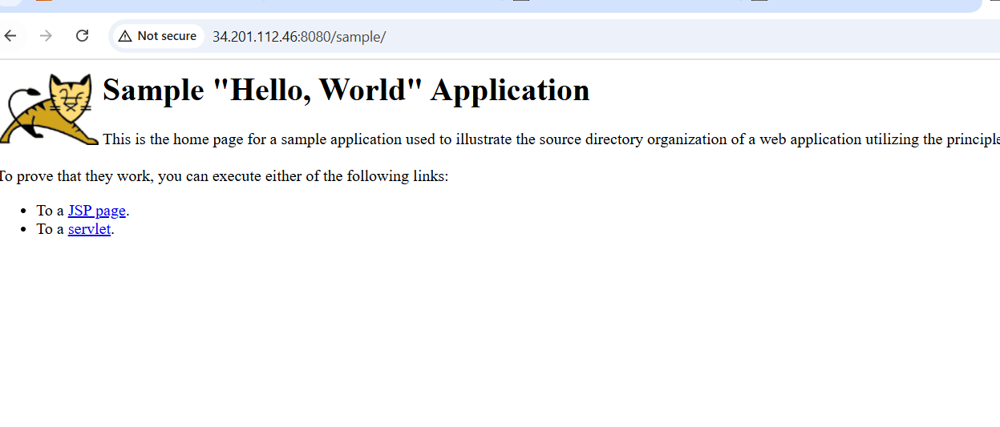 Not secure 34.201.112.46:8080/sample/
Sample "Hello, World" Application
This is the home page for a sample application used to illustrate the source directory organization of a web application utilizing the principle
To prove that they work, you can execute either of the following links:
To a JSP page.
To a servlet.